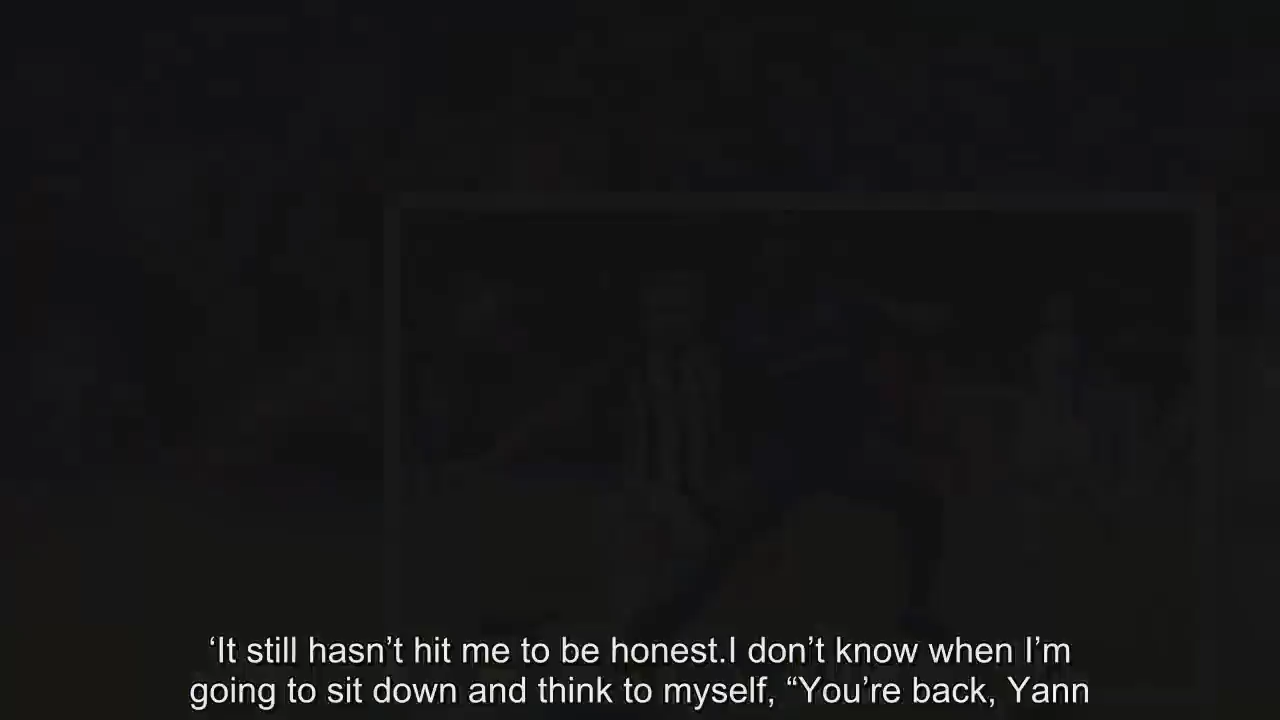 ‘It still hasn’t hit me to be honest.I don’t know when I’m
going to sit down and think to myself, “You’re back, Yann